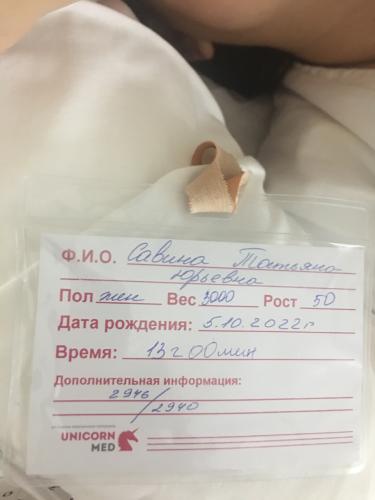 Ф.И.О. Савина Татьяна
Юрьевна
Пол жен Вес 3000 Рост 50
Дата рождения: 5.10.2022г
Время: 13г 00мин
Дополнительная информация:
2946/
/2940
UNICORN
MED